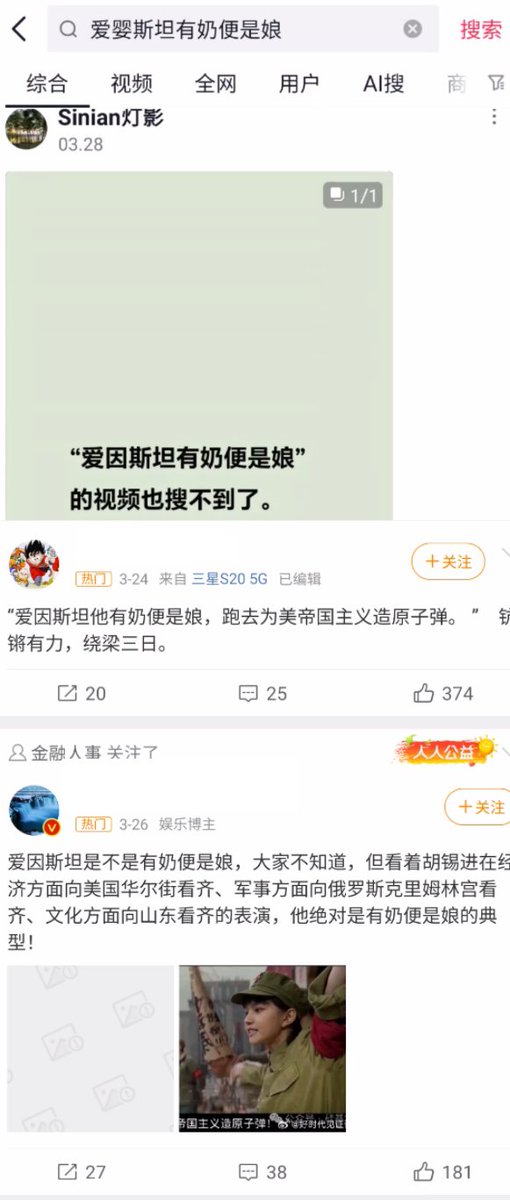 爱婴斯坦有奶便是娘
搜索
综合 视频 全网 用户 AI搜 商
Sinian灯影
03.28
1/1
“爱因斯坦有奶便是娘”
的视频也搜不到了。
热门 3-24 来自 三星S20 5G 已编辑
+关注
“爱因斯坦他有奶便是娘，跑去为美帝国主义造原子弹。” 铿
锵有力，绕梁三日。
20 25 374
金融人事 关注了
人人公益
热门 3-26 娱乐博主
+关注
爱因斯坦是不是有奶便是娘，大家不知道，但看着胡锡进在经
济方面向美国华尔街看齐、军事方面向俄罗斯克里姆林宫看
齐、文化方面向山东看齐的表演，他绝对是有奶便是娘的典
型！
帝国主义造原子弹！
@好时代见证
27 38 181